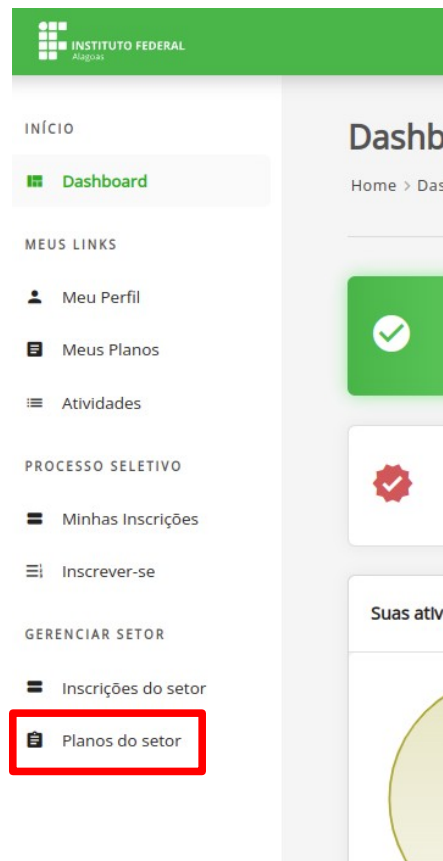 INSTITUTO FEDERAL
Alagoas
INÍCIO
Dashboard
MEUS LINKS
Meu Perfil
Meus Planos
Atividades
PROCESSO SELETIVO
Minhas Inscrições
Inscrever-se
GERENCIAR SETOR
Inscrições do setor
Planos do setor
Dashb
Home > Das
Suas ativ